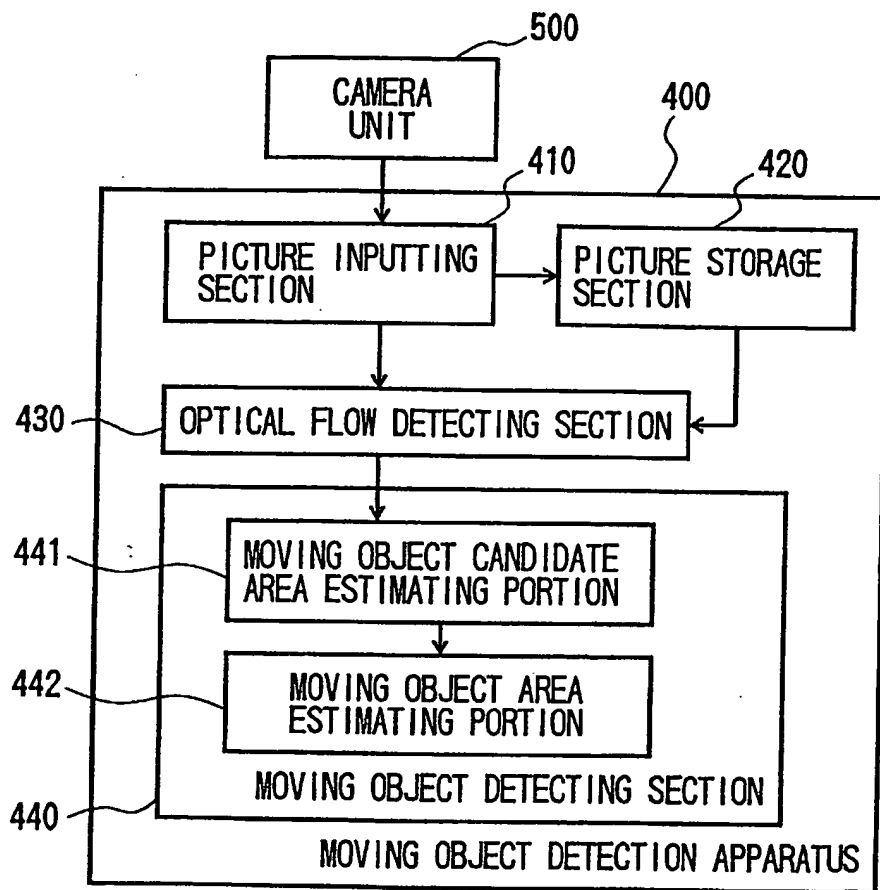 500
CAMERA
UNIT
400
410
420
PICTURE INPUTTING
SECTION
PICTURE STORAGE
SECTION
430
OPTICAL FLOW DETECTING SECTION
441
MOVING OBJECT CANDIDATE
AREA ESTIMATING PORTION
442
MOVING OBJECT AREA
ESTIMATING PORTION
MOVING OBJECT DETECTING SECTION
440
MOVING OBJECT DETECTION APPARATUS